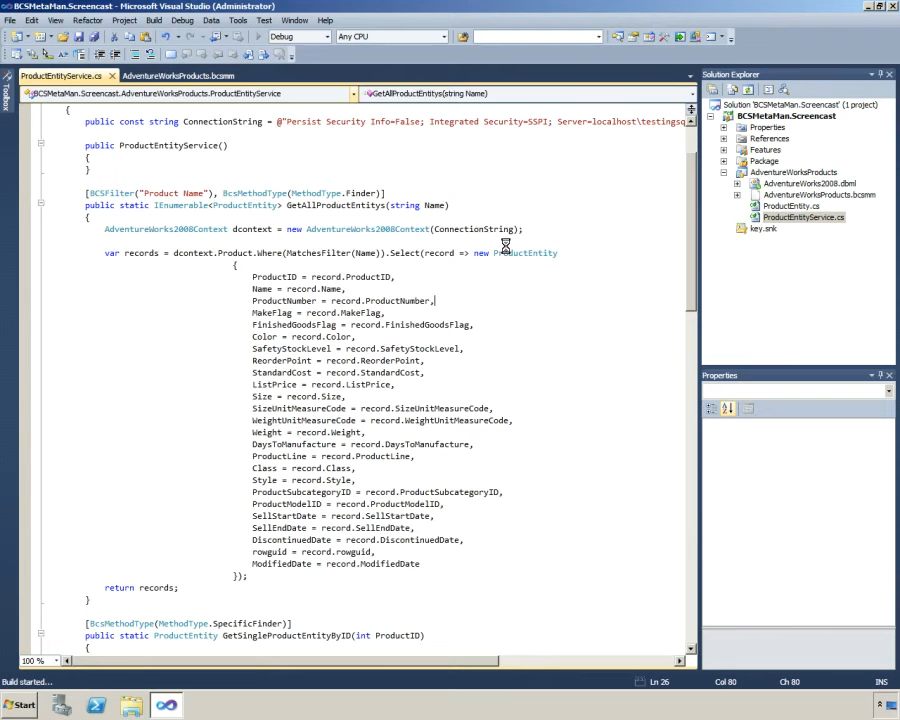 BCSMetaMan.Screencast - Microsoft Visual Studio (Administrator)
File Edit View Refactor Project Build Debug Data Tools Test Window Help
Debug Any CPU
Toolbox
ProductEntityService.cs AdventureWorksProducts.bcsmm
BCSMetaMan.Screencast.AdventureWorksProducts.ProductEntityService GetAllProductEntitys(string Name)
{
public const string ConnectionString = @"Persist Security Info=False; Integrated Security=SSPI; Server=localhost\testingsq
public ProductEntityService()
{
}
[BCSFilter("Product Name"), BcsMethodType(MethodType.Finder)]
public static IEnumerable<ProductEntity> GetAllProductEntitys(string Name)
{
AdventureWorks2008Context dcontext = new AdventureWorks2008Context(ConnectionString);
var records = dcontext.Product.Where(MatchesFilter(Name)).Select(record => new ProductEntity
{
ProductID = record.ProductID,
Name = record.Name,
ProductNumber = record.ProductNumber,
MakeFlag = record.MakeFlag,
FinishedGoodsFlag = record.FinishedGoodsFlag,
Color = record.Color,
SafetyStockLevel = record.SafetyStockLevel,
ReorderPoint = record.ReorderPoint,
StandardCost = record.StandardCost,
ListPrice = record.ListPrice,
Size = record.Size,
SizeUnitMeasureCode = record.SizeUnitMeasureCode,
WeightUnitMeasureCode = record.WeightUnitMeasureCode,
Weight = record.Weight,
DaysToManufacture = record.DaysToManufacture,
ProductLine = record.ProductLine,
Class = record.Class,
Style = record.Style,
ProductSubcategoryID = record.ProductSubcategoryID,
ProductModelID = record.ProductModelID,
SellStartDate = record.SellStartDate,
SellEndDate = record.SellEndDate,
DiscontinuedDate = record.DiscontinuedDate,
rowguid = record.rowguid,
ModifiedDate = record.ModifiedDate
});
return records;
}
[BcsMethodType(MethodType.SpecificFinder)]
public static ProductEntity GetSingleProductEntityByID(int ProductID)
{
100 %
Solution Explorer
Solution 'BCSMetaMan.Screencast' (1 project)
BCSMetaMan.Screencast
Properties
References
Features
Package
AdventureWorksProducts
AdventureWorks2008.dbml
AdventureWorksProducts.bcsmm
ProductEntity.cs
ProductEntityService.cs
key.snk
Properties
Build started... Ln 26 Col 80 Ch 80 INS
Start